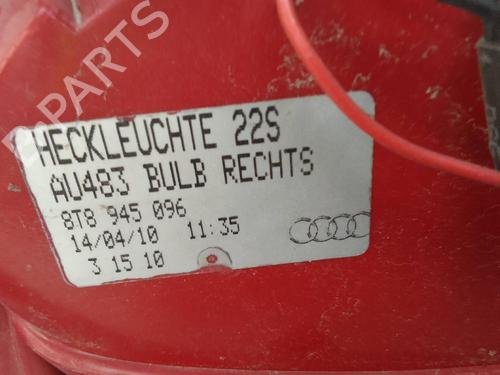 B-PARTS
HECKLEUCHTE 22S
AU483 BULB RECHTS
8T8 945 096
14/04/10 11:35
3 15 10